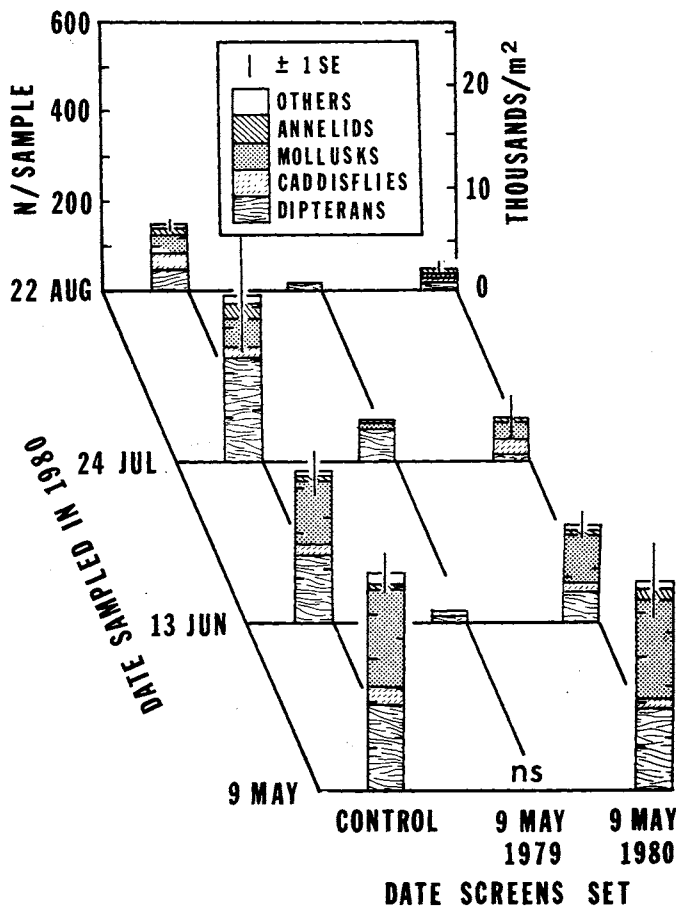 600
400
200
N/SAMPLE
± 1 SE
OTHERS
ANNELIDS
MOLLUSKS
CADDISFLIES
DIPTERANS
20
10
0
THOUSANDS/m²
22 AUG
24 JUL
13 JUN
9 MAY
DATE SAMPLED IN 1980
ns
CONTROL
9 MAY
1979
9 MAY
1980
DATE SCREENS SET